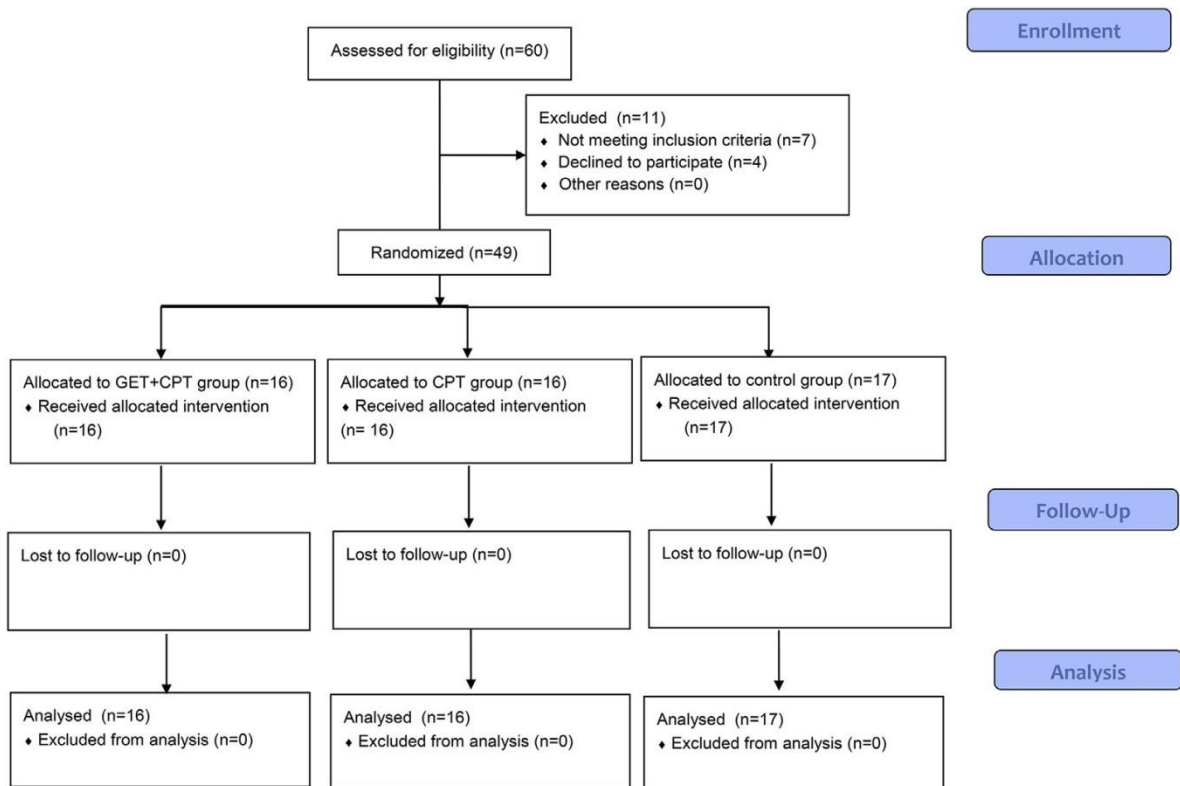 Enrollment
Assessed for eligibility (n=60)
Excluded (n=11)
♦ Not meeting inclusion criteria (n=7)
♦ Declined to participate (n=4)
♦ Other reasons (n=0)
Randomized (n=49)
Allocation
Allocated to GET+CPT group (n=16)
♦ Received allocated intervention
(n=16)
Allocated to CPT group (n=16)
♦ Received allocated intervention
(n= 16)
Allocated to control group (n=17)
♦ Received allocated intervention
(n=17)
Follow-Up
Lost to follow-up (n=0)
Lost to follow-up (n=0)
Lost to follow-up (n=0)
Analysis
Analysed (n=16)
♦ Excluded from analysis (n=0)
Analysed (n=16)
♦ Excluded from analysis (n=0)
Analysed (n=17)
♦ Excluded from analysis (n=0)